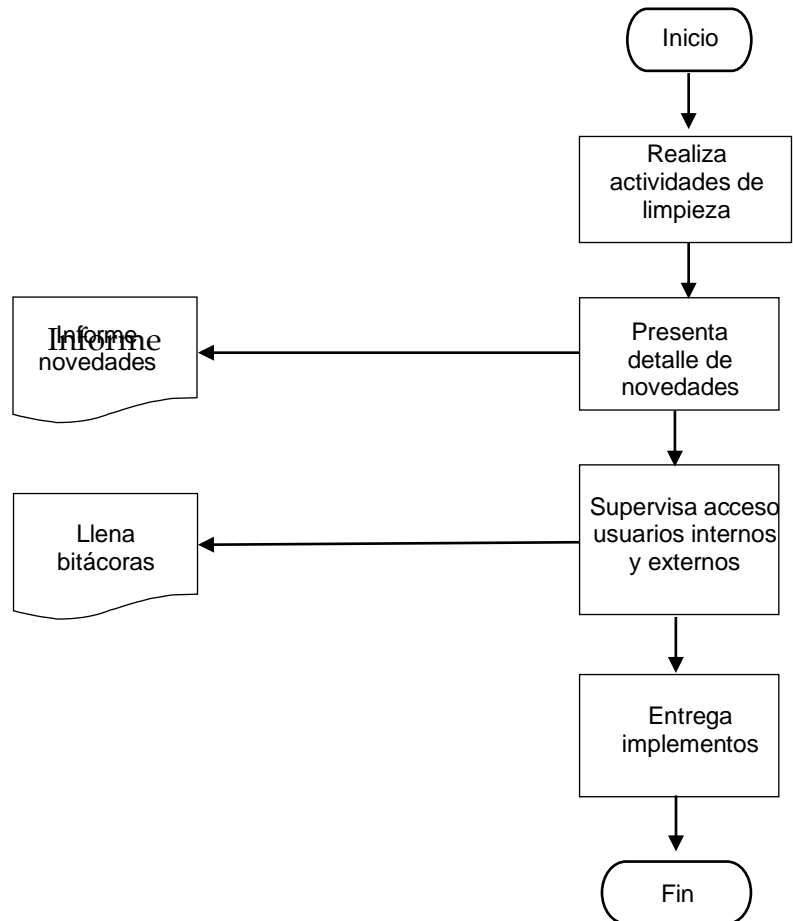 Inicio
Realiza
actividades de
limpieza
Informe
Informe
novedades
Presenta
detalle de
novedades
Llena
bitácoras
Supervisa acceso
usuarios internos
y externos
Entrega
implementos
Fin